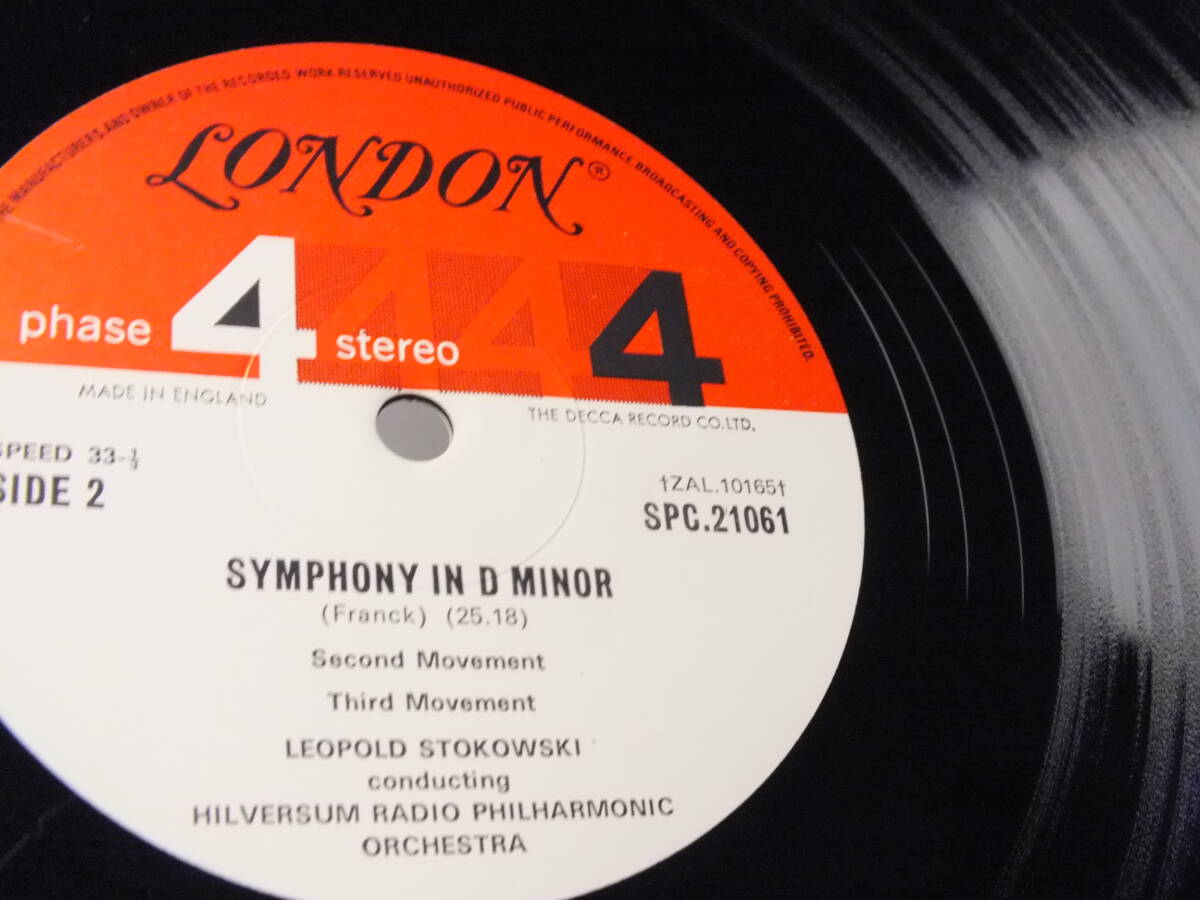 MANUFACTURERS AND OWNER OF THE RECORDED WORK RESERVED UNAUTHORIZED PUBLIC PERFORMANCE, BROADCASTING AND COPYING PROHIBITED.
LONDON®
phase 4 stereo 4
MADE IN ENGLAND
THE DECCA RECORD CO. LTD.
SPEED 33-⅓
SIDE 2
†ZAL.10165†
SPC.21061
SYMPHONY IN D MINOR
(Franck) (25.18)
Second Movement
Third Movement
LEOPOLD STOKOWSKI
conducting
HILVERSUM RADIO PHILHARMONIC
ORCHESTRA